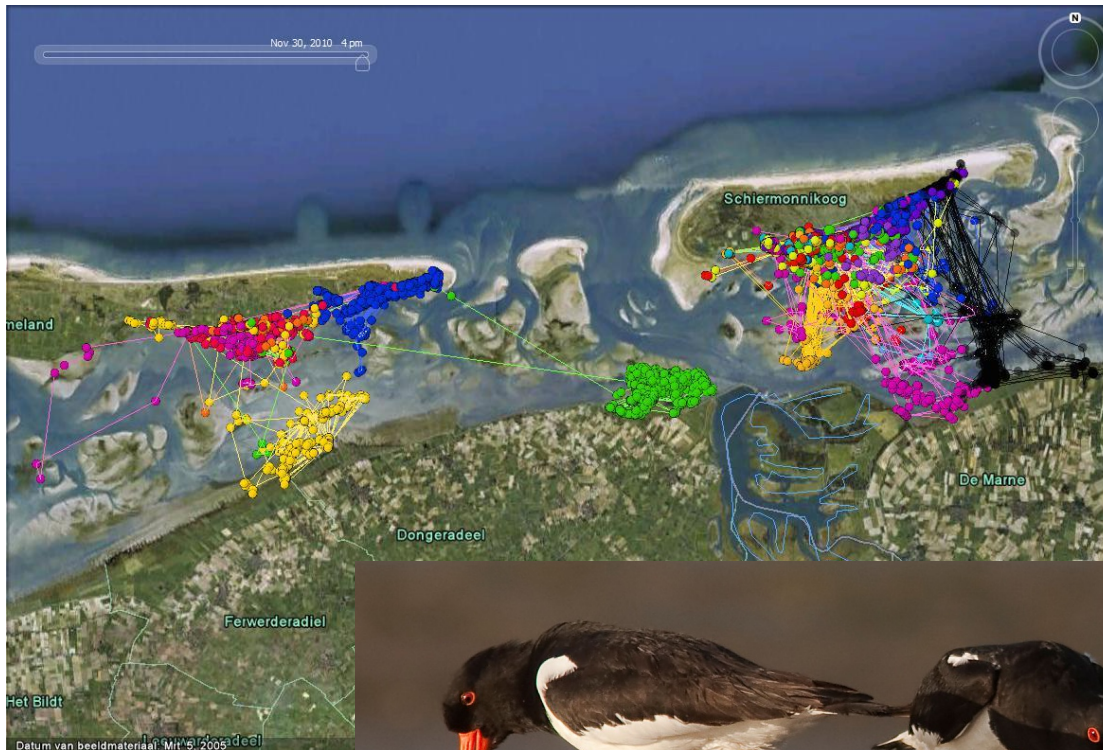 Nov 30, 2010 4 pm
N
Schiermonnikoog
meland
De Marne
Dongeradeel
Ferwerderadiel
Het Bildt
Leeuwarderadeel
Datum van beeldmateriaal: Mrt 5, 2005